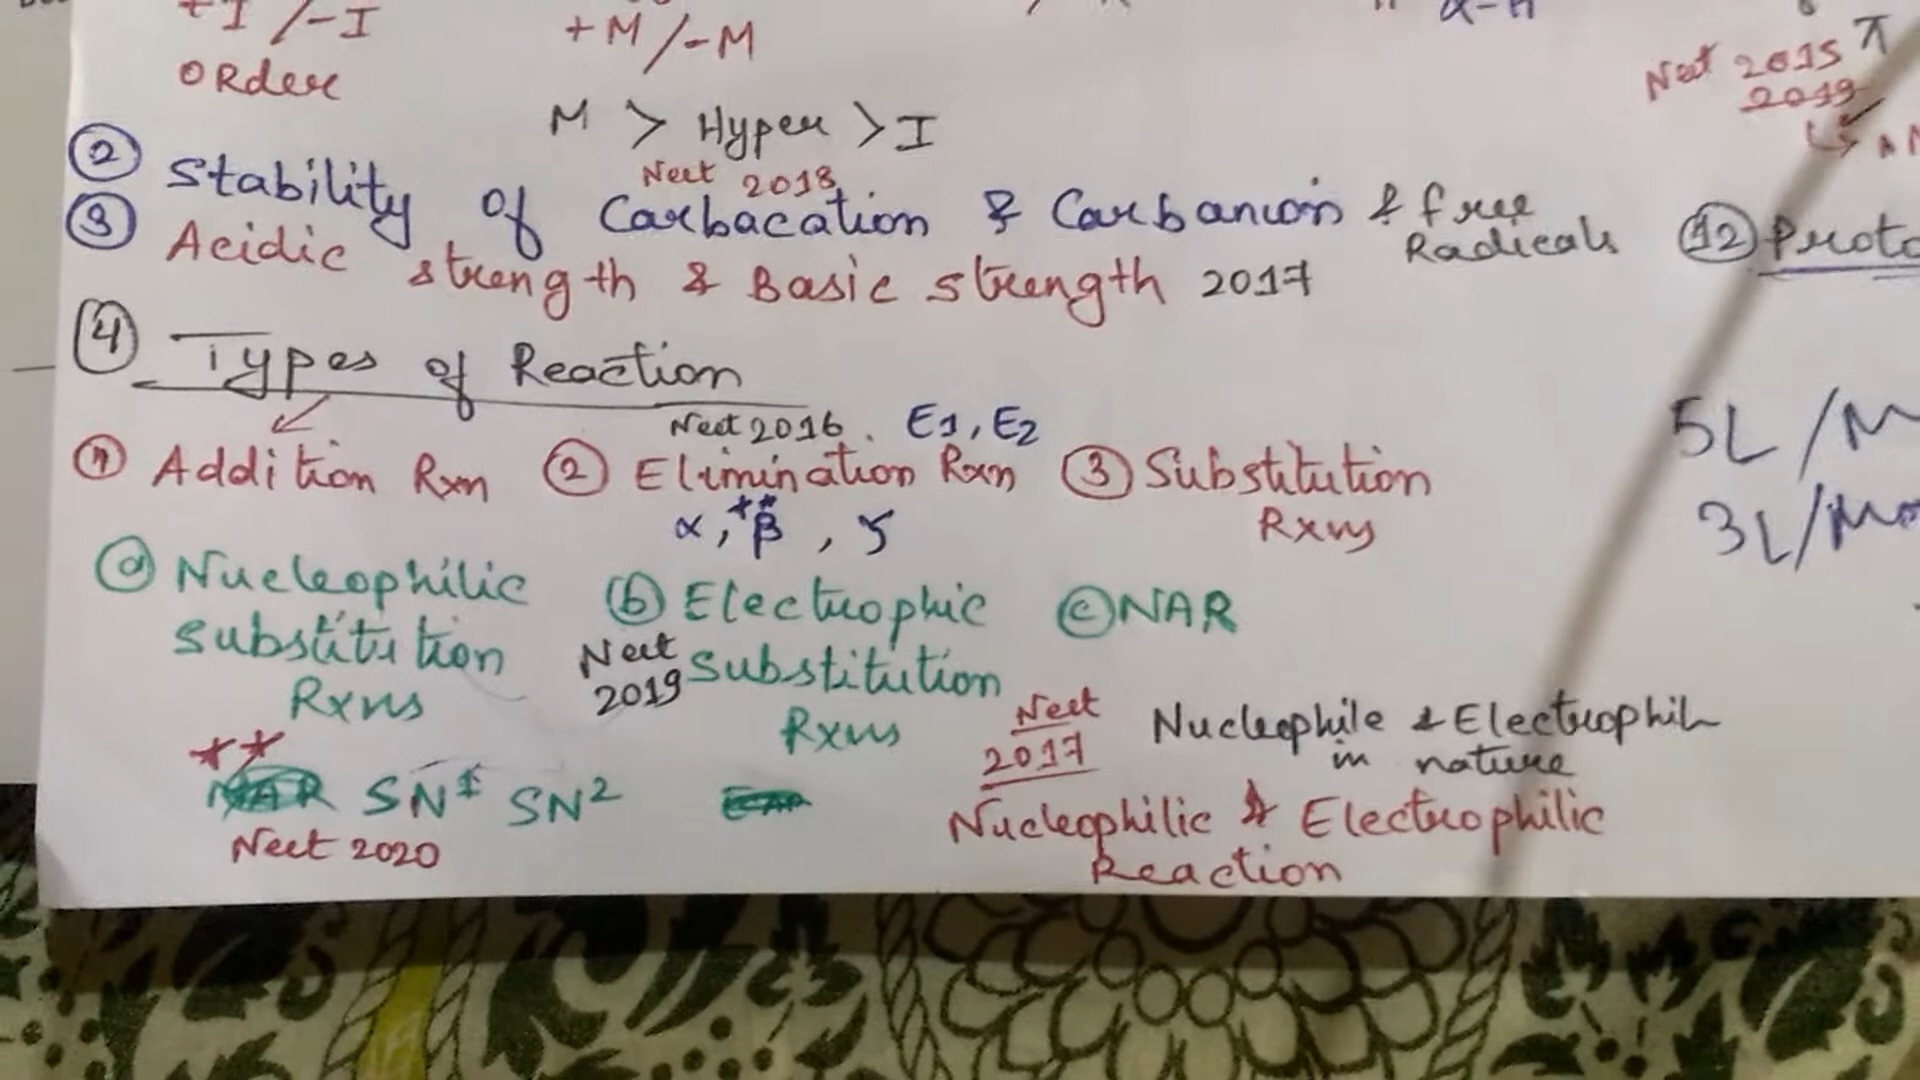 +I /-I
+M/-M
α-H
ORder
Neet 2015 π
2019
M > Hyper > I
Neet 2018
② Stability of Carbacation & Carbanion & free Radicals
③ Acidic strength & Basic strength 2017
⑫ Proto
④ Types of Reaction
Neet 2016. E1, E2
① Addition Rxn ② Elimination Rxn ③ Substitution
Rxns
α, **β, γ
5L /M
3L/Mo
ⓐ Nucleophilic
Substitution
Rxns
ⓑ Electrophic
Substitution
Rxns
Neet
2019
ⓒ NAR
** SN1 SN2
Neet 2020
Neet
2017
Nucleophile & Electrophil
in nature
Nucleophilic & Electrophilic
Reaction